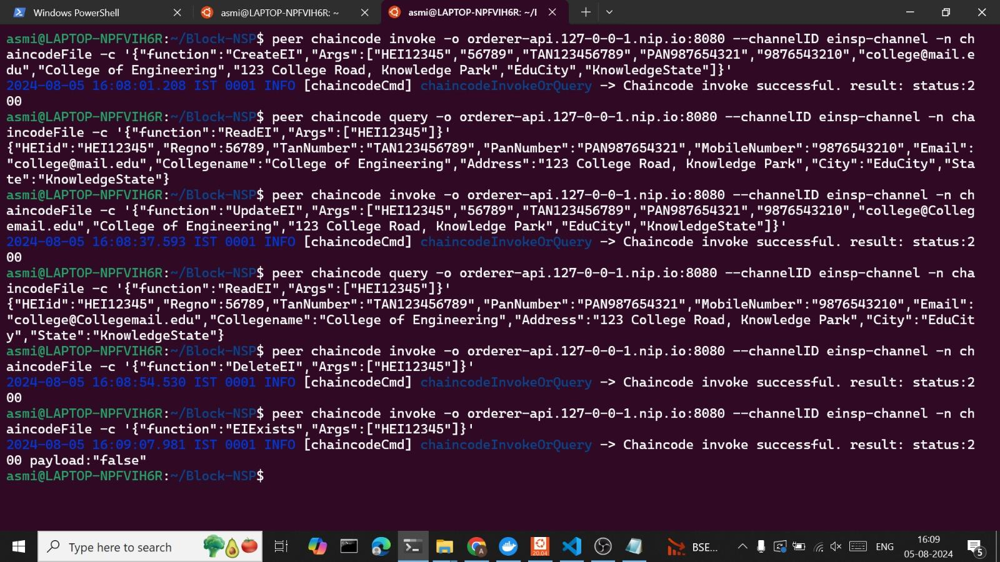 Windows PowerShell
asmi@LAPTOP-NPFVIH6R: ~
asmi@LAPTOP-NPFVIH6R: ~/I
asmi@LAPTOP-NPFVIH6R:~/Block-NSP$ peer chaincode invoke -o orderer-api.127-0-0-1.nip.io:8080 --channelID einsp-channel -n ch
aincodeFile -c '{"function":"CreateEI","Args":["HEI12345","56789","TAN123456789","PAN987654321","9876543210","college@mail.e
du","College of Engineering","123 College Road, Knowledge Park","EduCity","KnowledgeState"]}'
2024-08-05 16:08:01.208 IST 0001 INFO [chaincodeCmd] chaincodeInvokeOrQuery -> Chaincode invoke successful. result: status:2
00
asmi@LAPTOP-NPFVIH6R:~/Block-NSP$ peer chaincode query -o orderer-api.127-0-0-1.nip.io:8080 --channelID einsp-channel -n cha
incodeFile -c '{"function":"ReadEI","Args":["HEI12345"]}'
{"HEIid":"HEI12345","Regno":56789,"TanNumber":"TAN123456789","PanNumber":"PAN987654321","MobileNumber":"9876543210","Email":
"college@mail.edu","Collegename":"College of Engineering","Address":"123 College Road, Knowledge Park","City":"EduCity","Sta
te":"KnowledgeState"}
asmi@LAPTOP-NPFVIH6R:~/Block-NSP$ peer chaincode invoke -o orderer-api.127-0-0-1.nip.io:8080 --channelID einsp-channel -n ch
aincodeFile -c '{"function":"UpdateEI","Args":["HEI12345","56789","TAN123456789","PAN987654321","9876543210","college@Colleg
email.edu","College of Engineering","123 College Road, Knowledge Park","EduCity","KnowledgeState"]}'
2024-08-05 16:08:37.593 IST 0001 INFO [chaincodeCmd] chaincodeInvokeOrQuery -> Chaincode invoke successful. result: status:2
00
asmi@LAPTOP-NPFVIH6R:~/Block-NSP$ peer chaincode query -o orderer-api.127-0-0-1.nip.io:8080 --channelID einsp-channel -n cha
incodeFile -c '{"function":"ReadEI","Args":["HEI12345"]}'
{"HEIid":"HEI12345","Regno":56789,"TanNumber":"TAN123456789","PanNumber":"PAN987654321","MobileNumber":"9876543210","Email":
"college@Collegemail.edu","Collegename":"College of Engineering","Address":"123 College Road, Knowledge Park","City":"EduCit
y","State":"KnowledgeState"}
asmi@LAPTOP-NPFVIH6R:~/Block-NSP$ peer chaincode invoke -o orderer-api.127-0-0-1.nip.io:8080 --channelID einsp-channel -n ch
aincodeFile -c '{"function":"DeleteEI","Args":["HEI12345"]}'
2024-08-05 16:08:54.530 IST 0001 INFO [chaincodeCmd] chaincodeInvokeOrQuery -> Chaincode invoke successful. result: status:2
00
asmi@LAPTOP-NPFVIH6R:~/Block-NSP$ peer chaincode invoke -o orderer-api.127-0-0-1.nip.io:8080 --channelID einsp-channel -n ch
aincodeFile -c '{"function":"EIExists","Args":["HEI12345"]}'
2024-08-05 16:09:07.981 IST 0001 INFO [chaincodeCmd] chaincodeInvokeOrQuery -> Chaincode invoke successful. result: status:2
00 payload:"false"
asmi@LAPTOP-NPFVIH6R:~/Block-NSP$
Type here to search
A
20.04
BSE...
ENG
16:09
05-08-2024
5